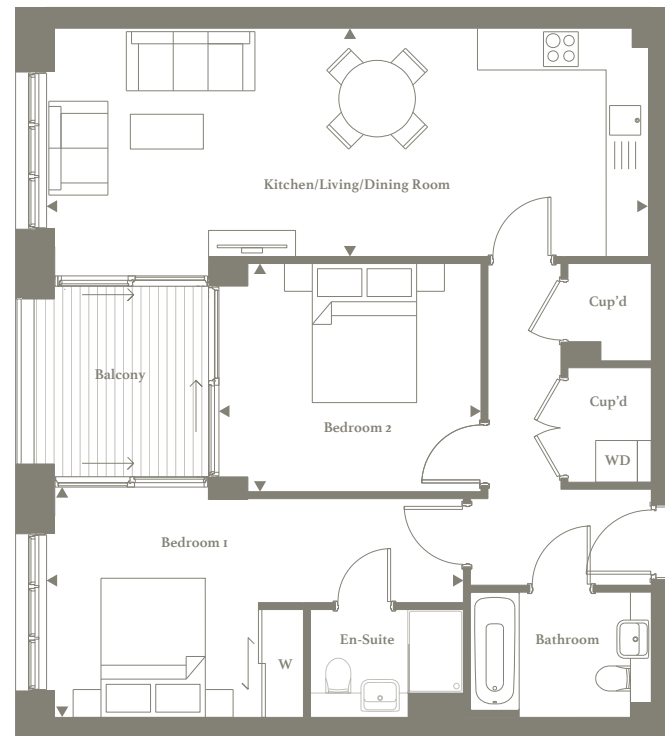 Kitchen/Living/Dining Room
Cup'd
Balcony
Cup'd
Bedroom 2
WD
Bedroom 1
En-Suite
Bathroom
W